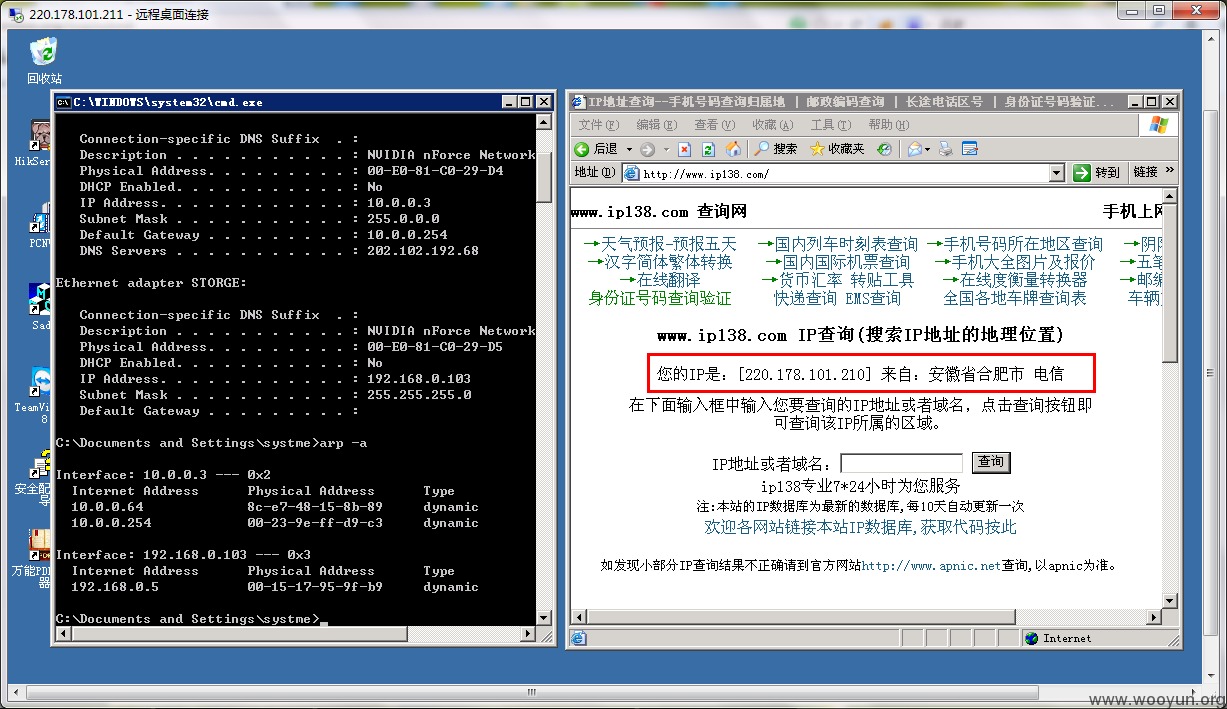 220.178.101.211 - 远程桌面连接
回收站
HikSer
PCN
Sad
TeamVi
8
安全配
导
万能PD
器
C:\WINDOWS\system32\cmd.exe
Connection-specific DNS Suffix . :
Description . . . . . . . . . . . : NVIDIA nForce Network
Physical Address. . . . . . . . . : 00-E0-81-C0-29-D4
DHCP Enabled. . . . . . . . . . . : No
IP Address. . . . . . . . . . . . : 10.0.0.3
Subnet Mask . . . . . . . . . . . : 255.0.0.0
Default Gateway . . . . . . . . . : 10.0.0.254
DNS Servers . . . . . . . . . . . : 202.102.192.68
Ethernet adapter STORGE:
Connection-specific DNS Suffix . :
Description . . . . . . . . . . . : NVIDIA nForce Network
Physical Address. . . . . . . . . : 00-E0-81-C0-29-D5
DHCP Enabled. . . . . . . . . . . : No
IP Address. . . . . . . . . . . . : 192.168.0.103
Subnet Mask . . . . . . . . . . . : 255.255.255.0
Default Gateway . . . . . . . . . :
C:\Documents and Settings\systme>arp -a
Interface: 10.0.0.3 --- 0x2
Internet Address Physical Address Type
10.0.0.64 8c-e7-48-15-8b-89 dynamic
10.0.0.254 00-23-9e-ff-d9-c3 dynamic
Interface: 192.168.0.103 --- 0x3
Internet Address Physical Address Type
192.168.0.5 00-15-17-95-9f-b9 dynamic
C:\Documents and Settings\systme>_
IP地址查询--手机号码查询归属地 | 邮政编码查询 | 长途电话区号 | 身份证号码验证...
文件(F) 编辑(E) 查看(V) 收藏(A) 工具(T) 帮助(H)
后退 搜索 收藏夹
地址(D) http://www.ip138.com/ 转到 链接 »
www.ip138.com 查询网 手机上网
→天气预报-预报五天 →国内列车时刻表查询 →手机号码所在地区查询 →阴
→汉字简体繁体转换 →国内国际机票查询 →手机大全图片及报价 →五笔
→在线翻译 →货币汇率 转贴工具 →在线度衡量转换器 →邮编
身份证号码查询验证 快递查询 EMS查询 全国各地车牌查询表 车辆
www.ip138.com IP查询(搜索IP地址的地理位置)
您的IP是：[220.178.101.210] 来自：安徽省合肥市 电信
在下面输入框中输入您要查询的IP地址或者域名，点击查询按钮即
可查询该IP所属的区域。
IP地址或者域名： 查询
ip138专业7*24小时为您服务
注:本站的IP数据库为最新的数据库,每10天自动更新一次
欢迎各网站链接本站IP数据库,获取代码按此
如发现小部分IP查询结果不正确请到官方网站http://www.apnic.net查询,以apnic为准。
Internet
www.wooyun.org